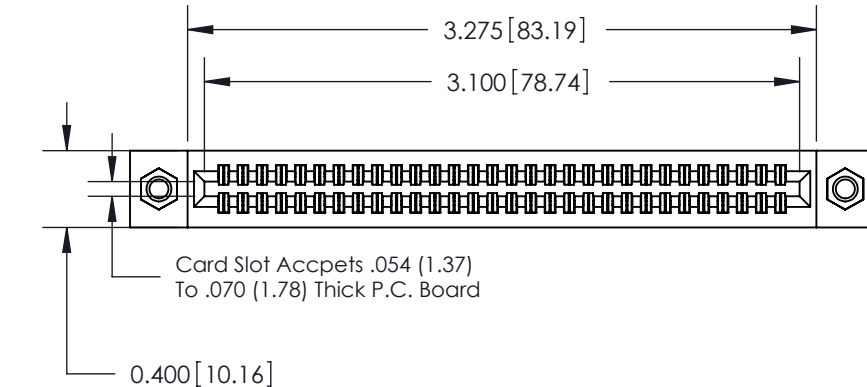 3.275[83.19]
3.100[78.74]
Card Slot Accpets .054 (1.37)
To .070 (1.78) Thick P.C. Board
0.400[10.16]